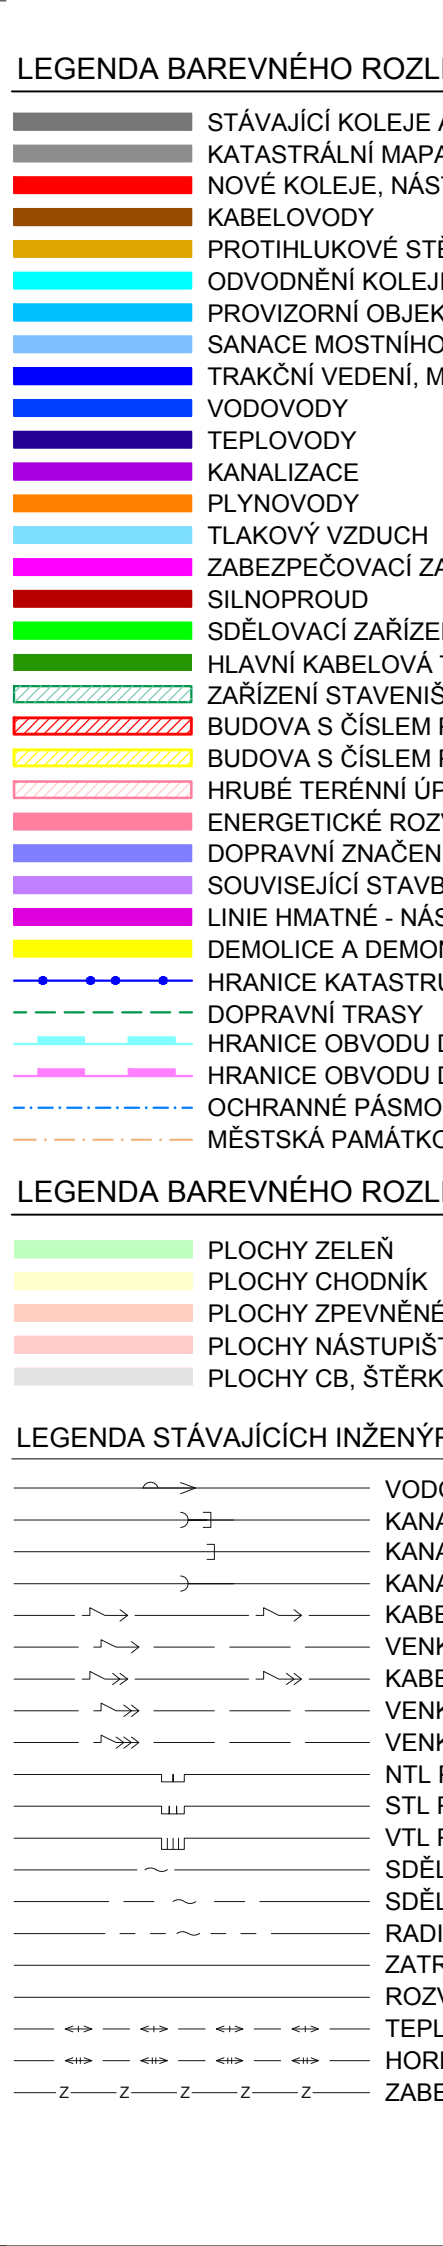 LEGENDA BAREVNÉHO ROZLI
STÁVAJÍCÍ KOLEJE A
KATASTRÁLNÍ MAPA
NOVÉ KOLEJE, NÁST
KABELOVODY
PROTIHLUKOVÉ STĚ
ODVODNĚNÍ KOLEJI
PROVIZORNÍ OBJEK
SANACE MOSTNÍHO
TRAKČNÍ VEDENÍ, M
VODOVODY
TEPLOVODY
KANALIZACE
PLYNOVODY
TLAKOVÝ VZDUCH
ZABEZPEČOVACÍ ZA
SILNOPROUD
SDĚLOVACÍ ZAŘÍZEN
HLAVNÍ KABELOVÁ T
ZAŘÍZENÍ STAVENIŠ
BUDOVA S ČÍSLEM P
BUDOVA S ČÍSLEM P
HRUBÉ TERÉNNÍ ÚP
ENERGETICKÉ ROZV
DOPRAVNÍ ZNAČEN
SOUVISEJÍCÍ STAVB
LINIE HMATNÉ - NÁS
DEMOLICE A DEMON
HRANICE KATASTRU
DOPRAVNÍ TRASY
HRANICE OBVODU D
HRANICE OBVODU D
OCHRANNÉ PÁSMO
MĚSTSKÁ PAMÁTKO
LEGENDA BAREVNÉHO ROZLI
PLOCHY ZELEŇ
PLOCHY CHODNÍK
PLOCHY ZPEVNĚNÉ
PLOCHY NÁSTUPIŠT
PLOCHY CB, ŠTĚRK
LEGENDA STÁVAJÍCÍCH INŽENÝR
VODO
KANA
KANA
KANA
KABE
VENK
KABE
VENK
VENK
NTL P
STL P
VTL P
SDĚL
SDĚL
RADI
ZATR
ROZV
TEPL
HORK
Z Z Z Z Z ZABE